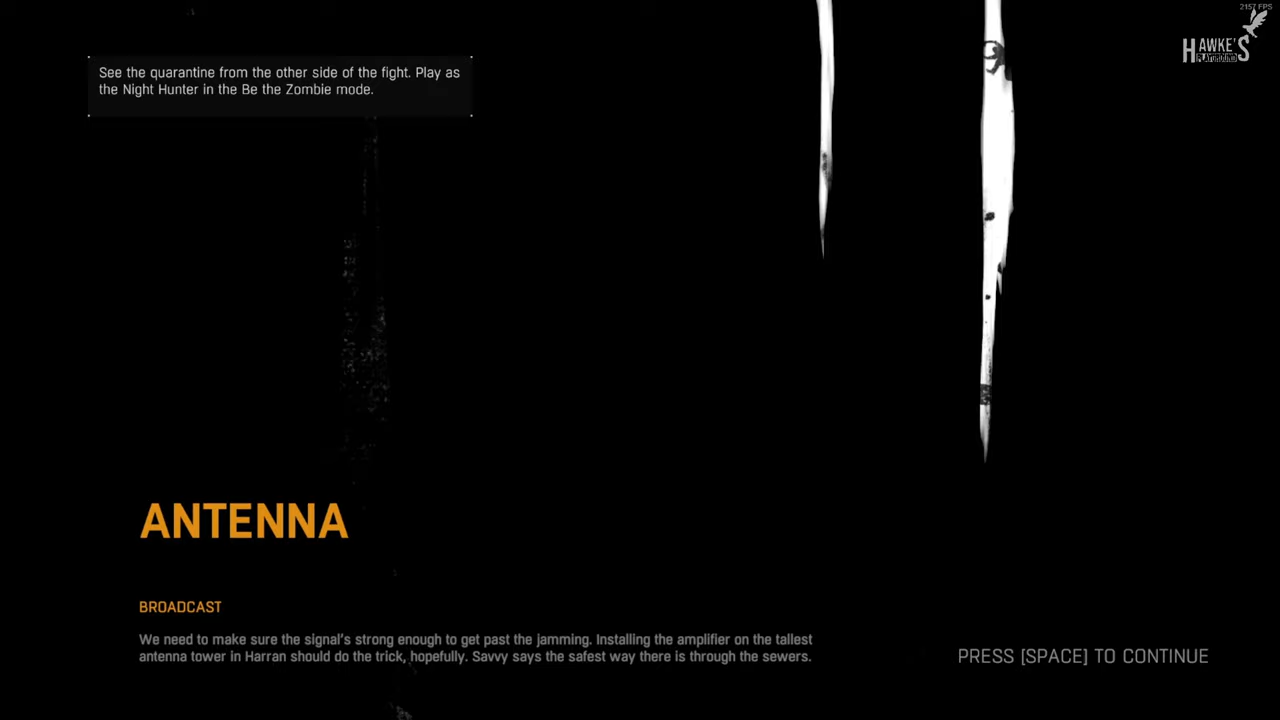 2157 FPS
HAWKE'S
PLAYGROUND
See the quarantine from the other side of the fight. Play as
the Night Hunter in the Be the Zombie mode.
ANTENNA
BROADCAST
We need to make sure the signal's strong enough to get past the jamming. Installing the amplifier on the tallest
antenna tower in Harran should do the trick, hopefully. Savvy says the safest way there is through the sewers.
PRESS [SPACE] TO CONTINUE